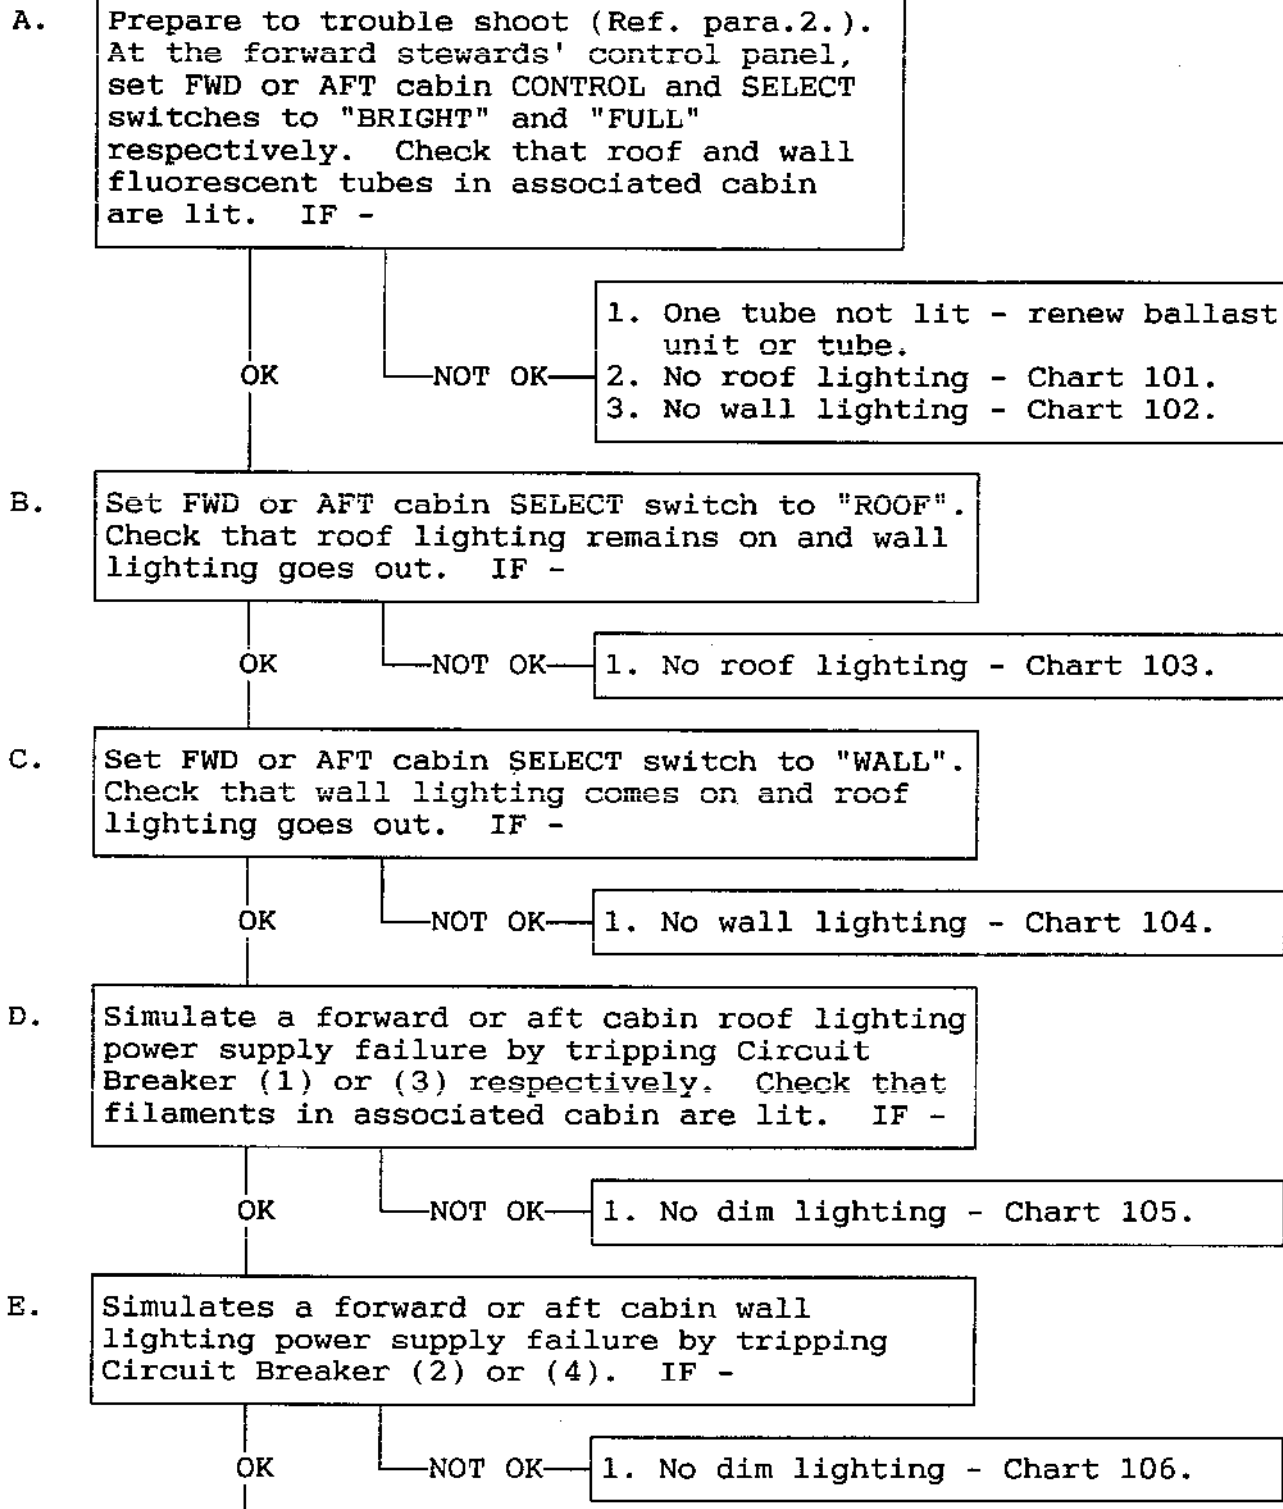 A. Prepare to trouble shoot (Ref. para.2.).
At the forward stewards' control panel,
set FWD or AFT cabin CONTROL and SELECT
switches to "BRIGHT" and "FULL"
respectively. Check that roof and wall
fluorescent tubes in associated cabin
are lit. IF -
1. One tube not lit - renew ballast
unit or tube.
OK NOT OK 2. No roof lighting - Chart 101.
3. No wall lighting - Chart 102.
B. Set FWD or AFT cabin SELECT switch to "ROOF".
Check that roof lighting remains on and wall
lighting goes out. IF -
OK NOT OK 1. No roof lighting - Chart 103.
C. Set FWD or AFT cabin SELECT switch to "WALL".
Check that wall lighting comes on and roof
lighting goes out. IF -
OK NOT OK 1. No wall lighting - Chart 104.
D. Simulate a forward or aft cabin roof lighting
power supply failure by tripping Circuit
Breaker (1) or (3) respectively. Check that
filaments in associated cabin are lit. IF -
OK NOT OK 1. No dim lighting - Chart 105.
E. Simulates a forward or aft cabin wall
lighting power supply failure by tripping
Circuit Breaker (2) or (4). IF -
OK NOT OK 1. No dim lighting - Chart 106.